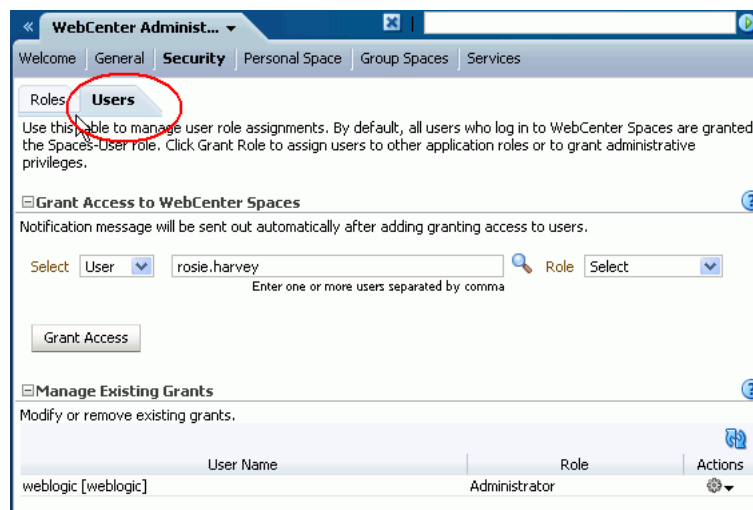 « WebCenter Administ...
Welcome General Security Personal Space Group Spaces Services
Roles Users
Use this table to manage user role assignments. By default, all users who log in to WebCenter Spaces are granted
the Spaces-User role. Click Grant Role to assign users to other application roles or to grant administrative
privileges.
Grant Access to WebCenter Spaces
Notification message will be sent out automatically after adding granting access to users.
Select User rosie.harvey Role Select
Enter one or more users separated by comma
Grant Access
Manage Existing Grants
Modify or remove existing grants.
User Name Role Actions
weblogic [weblogic] Administrator